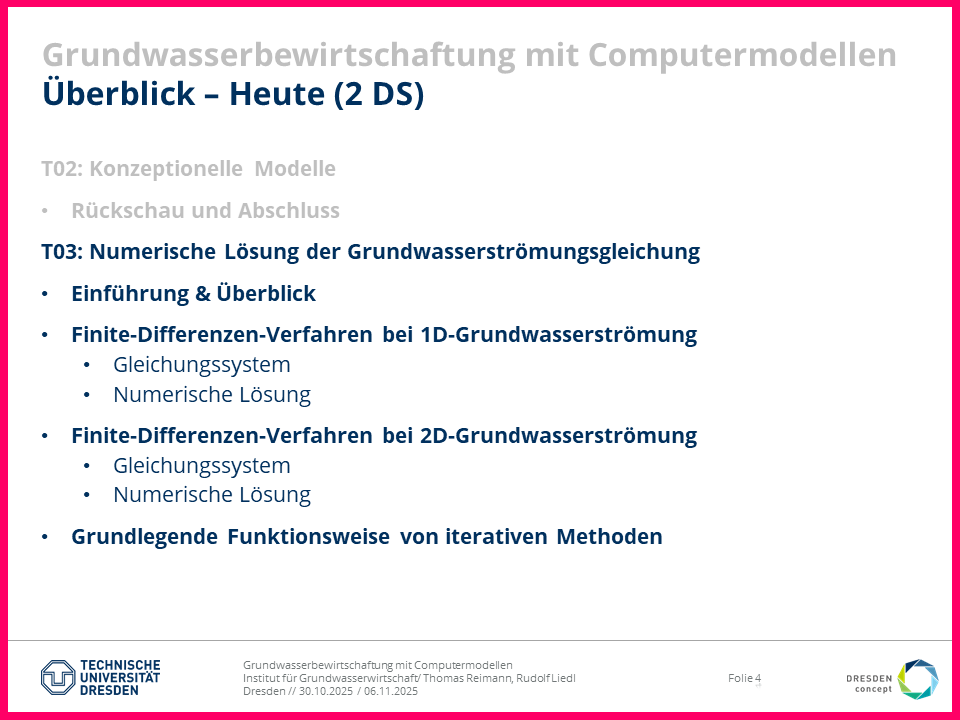 Grundwasserbewirtschaftung mit Computermodellen
Überblick – Heute (2 DS)
T02: Konzeptionelle Modelle
• Rückschau und Abschluss
T03: Numerische Lösung der Grundwasserströmungsgleichung
• Einführung & Überblick
• Finite-Differenzen-Verfahren bei 1D-Grundwasserströmung
• Gleichungssystem
• Numerische Lösung
• Finite-Differenzen-Verfahren bei 2D-Grundwasserströmung
• Gleichungssystem
• Numerische Lösung
• Grundlegende Funktionsweise von iterativen Methoden
TECHNISCHE
UNIVERSITÄT
DRESDEN
Grundwasserbewirtschaftung mit Computermodellen
Institut für Grundwasserwirtschaft/ Thomas Reimann, Rudolf Liedl
Dresden // 30.10.2025 / 06.11.2025
Folie 4
DRESDEN
concept